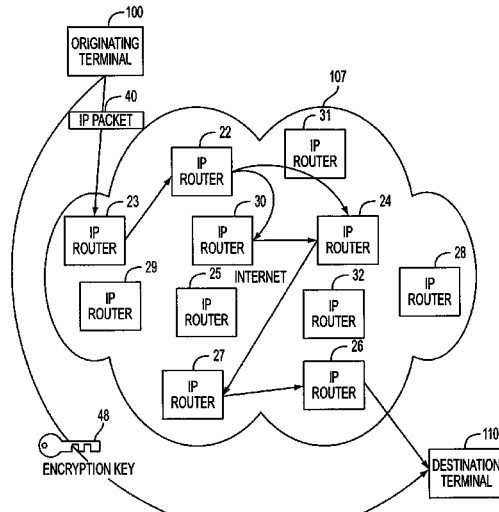 100
ORIGINATING
TERMINAL
40
IP PACKET
107
22
IP
ROUTER
31
IP
ROUTER
23
IP
ROUTER
30
IP
ROUTER
24
IP
ROUTER
29
IP
ROUTER
25
INTERNET
IP
ROUTER
32
IP
ROUTER
28
IP
ROUTER
27
IP
ROUTER
26
IP
ROUTER
48
ENCRYPTION KEY
110
DESTINATION
TERMINAL